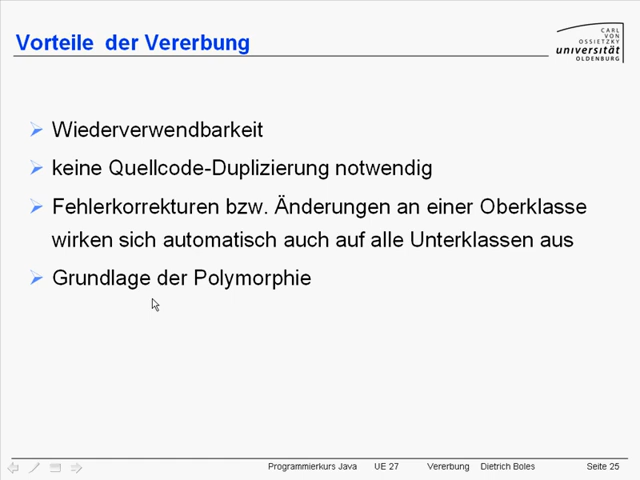 Vorteile der Vererbung
CARL
VON
OSSIETZKY
universität
OLDENBURG
Wiederverwendbarkeit
keine Quellcode-Duplizierung notwendig
Fehlerkorrekturen bzw. Änderungen an einer Oberklasse
wirken sich automatisch auch auf alle Unterklassen aus
Grundlage der Polymorphie
Programmierkurs Java UE 27 Vererbung Dietrich Boles Seite 25